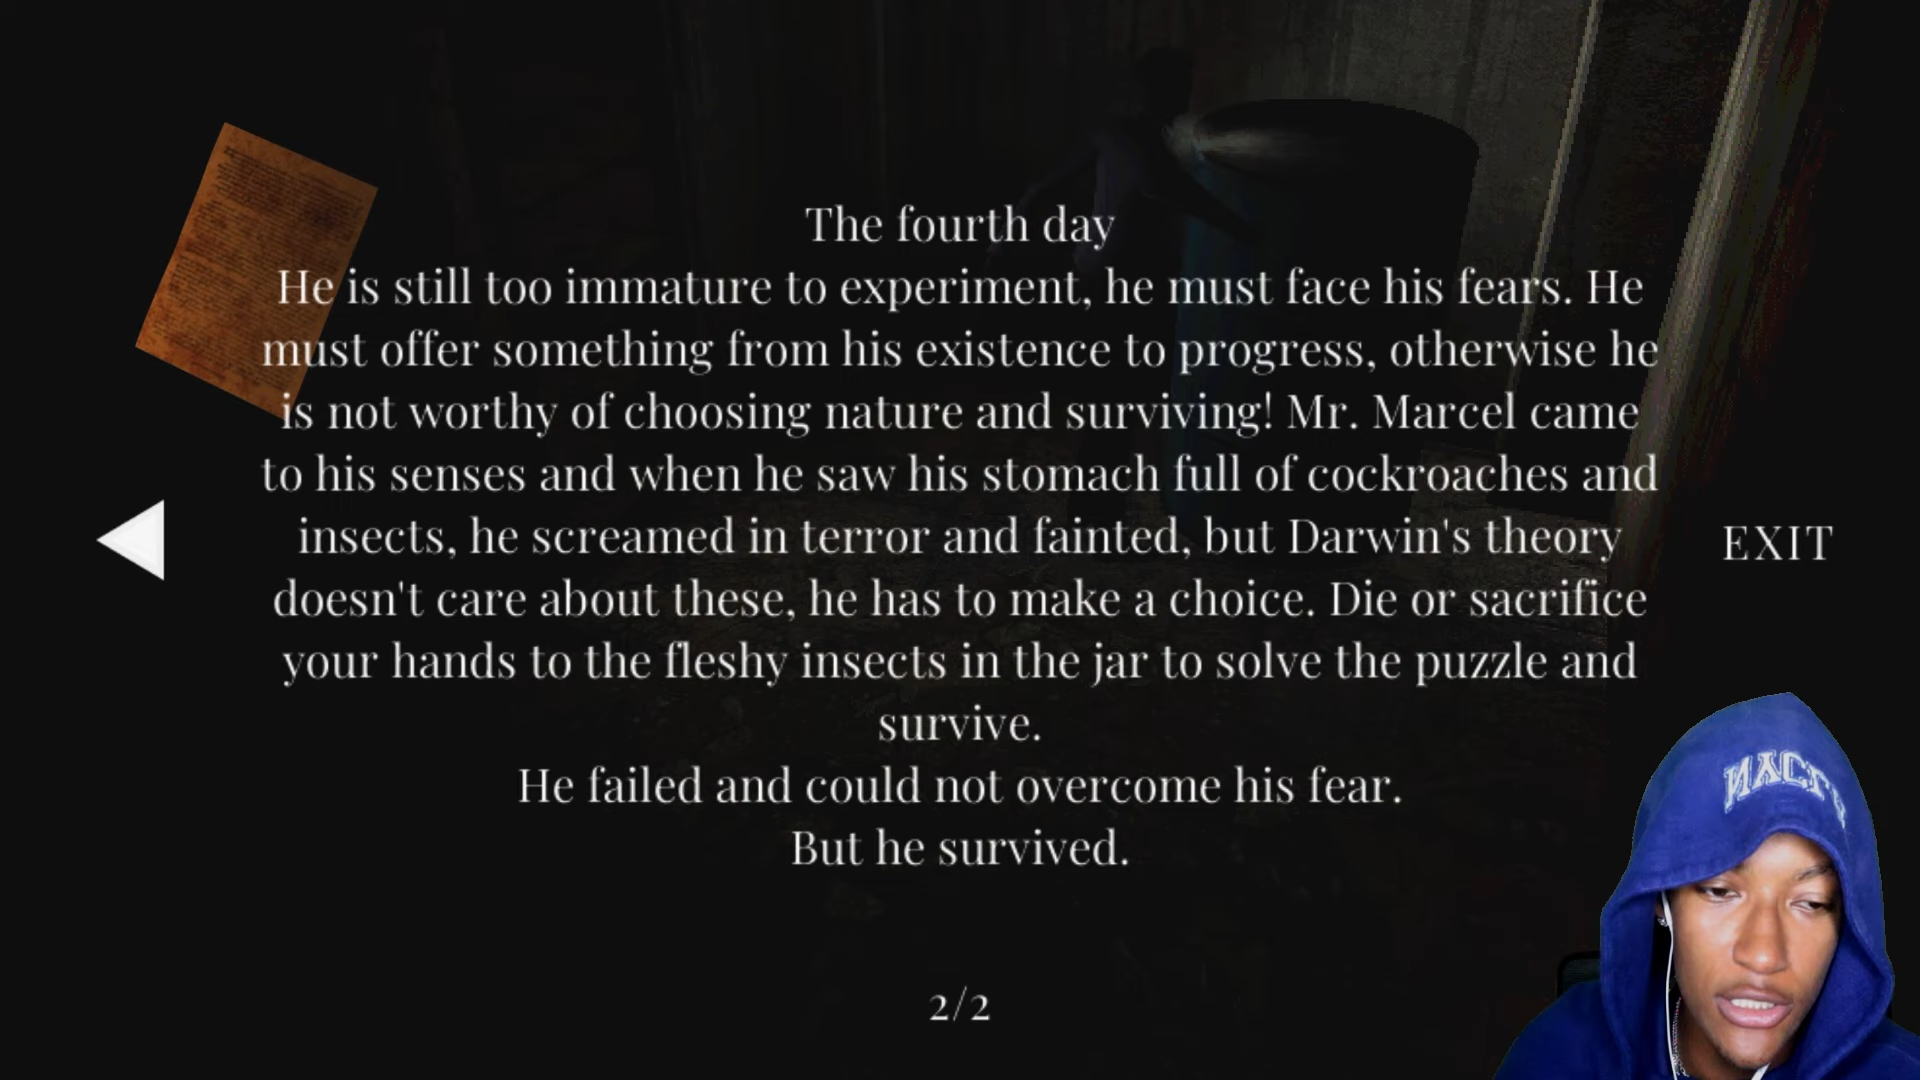 The fourth day
He is still too immature to experiment, he must face his fears. He
must offer something from his existence to progress, otherwise he
is not worthy of choosing nature and surviving! Mr. Marcel came
to his senses and when he saw his stomach full of cockroaches and
insects, he screamed in terror and fainted, but Darwin's theory
doesn't care about these, he has to make a choice. Die or sacrifice
your hands to the fleshy insects in the jar to solve the puzzle and
survive.
He failed and could not overcome his fear.
But he survived.
EXIT
2/2